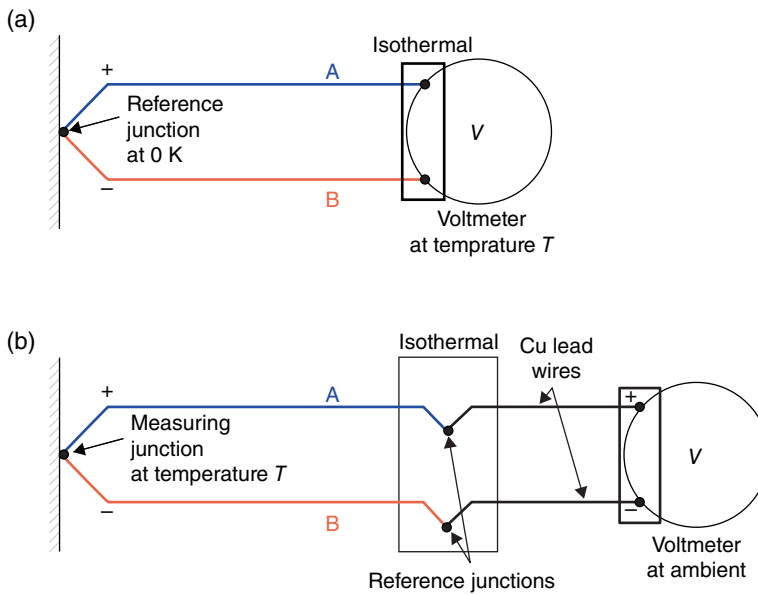 (a)
Isothermal
+
A
Reference
junction
at 0 K
V
–
B
Voltmeter
at temprature T
(b)
Isothermal
Cu lead
wires
+
A
+
Measuring
junction
at temperature T
V
–
B
–
Reference junctions
Voltmeter
at ambient